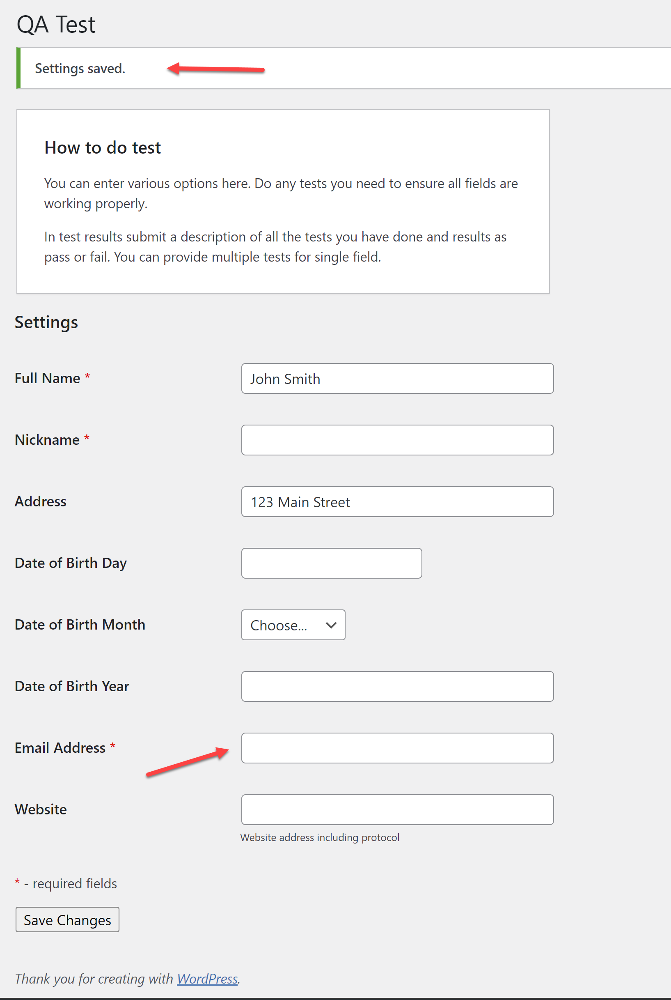 QA Test
Settings saved.
How to do test
You can enter various options here. Do any tests you need to ensure all fields are
working properly.
In test results submit a description of all the tests you have done and results as
pass or fail. You can provide multiple tests for single field.
Settings
Full Name *
John Smith
Nickname *
Address
123 Main Street
Date of Birth Day
Date of Birth Month
Choose...
Date of Birth Year
Email Address *
Website
Website address including protocol
* - required fields
Save Changes
Thank you for creating with WordPress.